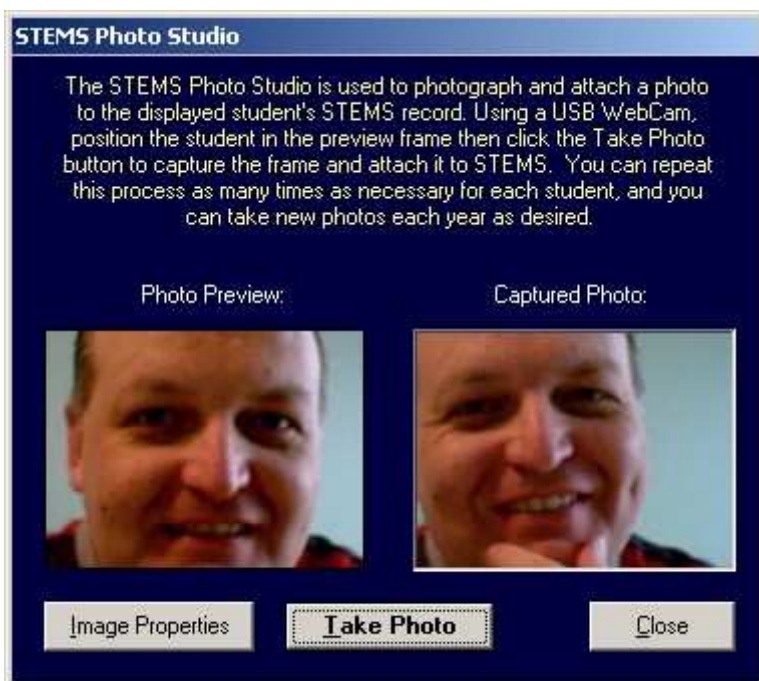 STEMS Photo Studio
The STEMS Photo Studio is used to photograph and attach a photo
to the displayed student's STEMS record. Using a USB WebCam,
position the student in the preview frame then click the Take Photo
button to capture the frame and attach it to STEMS.  You can repeat
this process as many times as necessary for each student, and you
can take new photos each year as desired.
Photo Preview:
Captured Photo:
Image Properties
Take Photo
Close